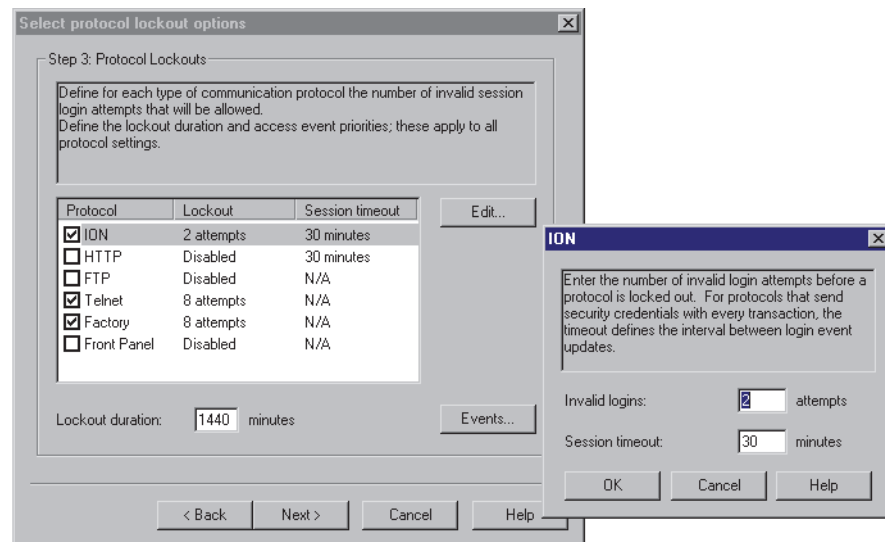 Select protocol lockout options
Step 3: Protocol Lockouts
Define for each type of communication protocol the number of invalid session
login attempts that will be allowed.
Define the lockout duration and access event priorities; these apply to all
protocol settings.
Protocol Lockout Session timeout
ION 2 attempts 30 minutes
HTTP Disabled 30 minutes
FTP Disabled N/A
Telnet 8 attempts N/A
Factory 8 attempts N/A
Front Panel Disabled N/A
Edit...
Lockout duration: 1440 minutes
Events...
< Back Next > Cancel Help
ION
Enter the number of invalid login attempts before a
protocol is locked out. For protocols that send
security credentials with every transaction, the
timeout defines the interval between login event
updates.
Invalid logins: 2 attempts
Session timeout: 30 minutes
OK Cancel Help